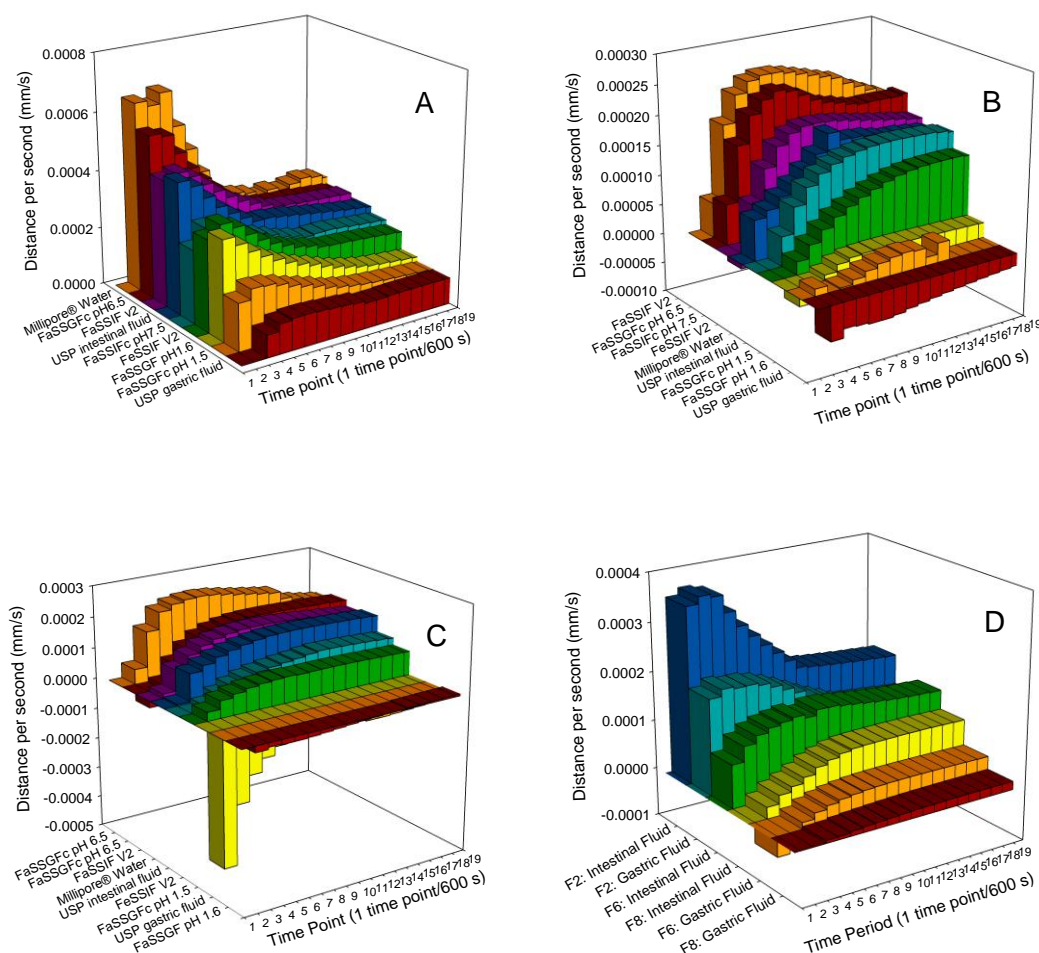 A
Distance per second (mm/s)
0.0008
0.0006
0.0004
0.0002
0.0000
Millipore® Water
FaSSGFc pH6.5
FaSSIF V2
USP intestinal fluid
FaSSIFc pH7.5
FeSSIF V2
FaSSGF pH1.6
FaSSGFc pH 1.5
USP gastric fluid
1 2 3 4 5 6 7 8 9 10 11 12 13 14 15 16 17 18 19
Time point (1 time point/600 s)
B
Distance per second (mm/s)
0.00030
0.00025
0.00020
0.00015
0.00010
0.00005
0.00000
-0.00005
-0.00010
FaSSIF V2
FaSSGFc pH 6.5
FaSSIFc pH 7.5
FeSSIF V2
Millipore® Water
USP intestinal fluid
FaSSGFc pH 1.5
FaSSGF pH 1.6
USP gastric fluid
1 2 3 4 5 6 7 8 9 10 11 12 13 14 15 16 17 18 19
Time point (1 time point/600 s)
C
Distance per second (mm/s)
0.0003
0.0002
0.0001
0.0000
-0.0001
-0.0002
-0.0003
-0.0004
-0.0005
FaSSGFc pH 6.5
FaSSGFc pH 6.5
FaSSIF V2
Millipore® Water
USP intestinal fluid
FeSSIF V2
FaSSGFc pH 1.5
USP gastric fluid
FaSSGF pH 1.6
1 2 3 4 5 6 7 8 9 10 11 12 13 14 15 16 17 18 19
Time Point (1 time point/600 s)
D
Distance per second (mm/s)
0.0004
0.0003
0.0002
0.0001
0.0000
-0.0001
F2: Intestinal Fluid
F2: Gastric Fluid
F6: Intestinal Fluid
F8: Intestinal Fluid
F6: Gastric Fluid
F8: Gastric Fluid
1 2 3 4 5 6 7 8 9 10 11 12 13 14 15 16 17 18 19
Time Period (1 time point/600 s)